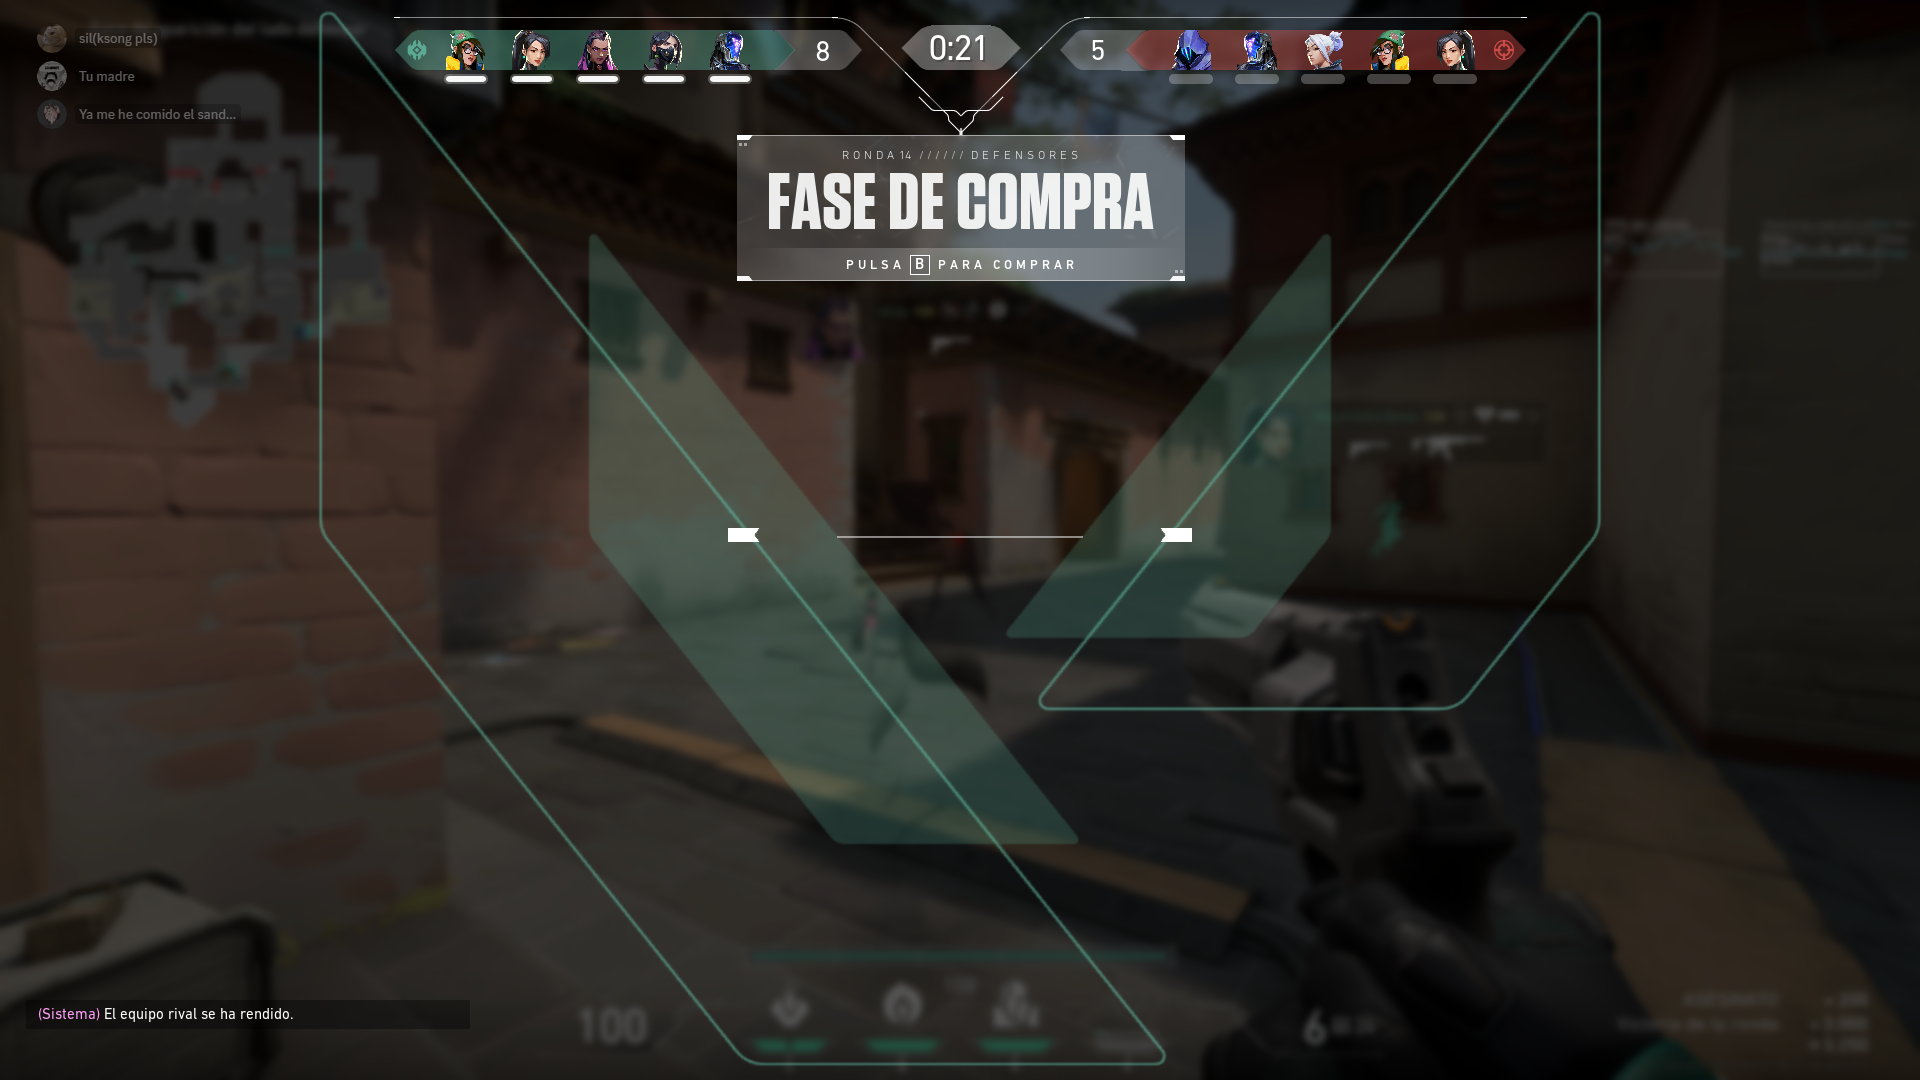 sil(ksong pls)
Tu madre
Ya me he comido el sand...
8
0:21
5
RONDA 14 ////// DEFENSORES
FASE DE COMPRA
PULSA B PARA COMPRAR
(Sistema) El equipo rival se ha rendido.
100
6